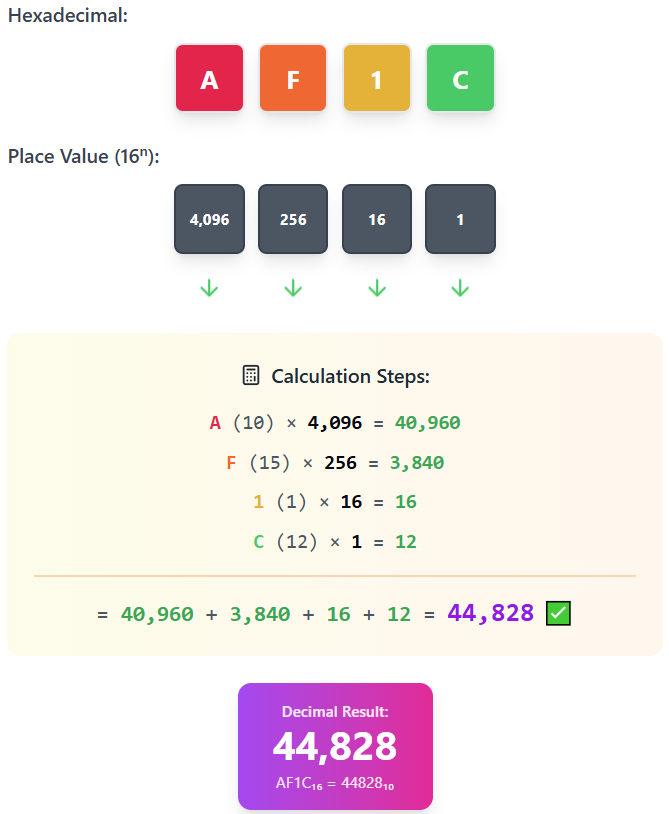 Hexadecimal:
A F 1 C
Place Value (16ⁿ):
4,096 256 16 1
Calculation Steps:
A (10) × 4,096 = 40,960
F (15) × 256 = 3,840
1 (1) × 16 = 16
C (12) × 1 = 12
= 40,960 + 3,840 + 16 + 12 = 44,828 ✅
Decimal Result:
44,828
AF1C₁₆ = 44828₁₀